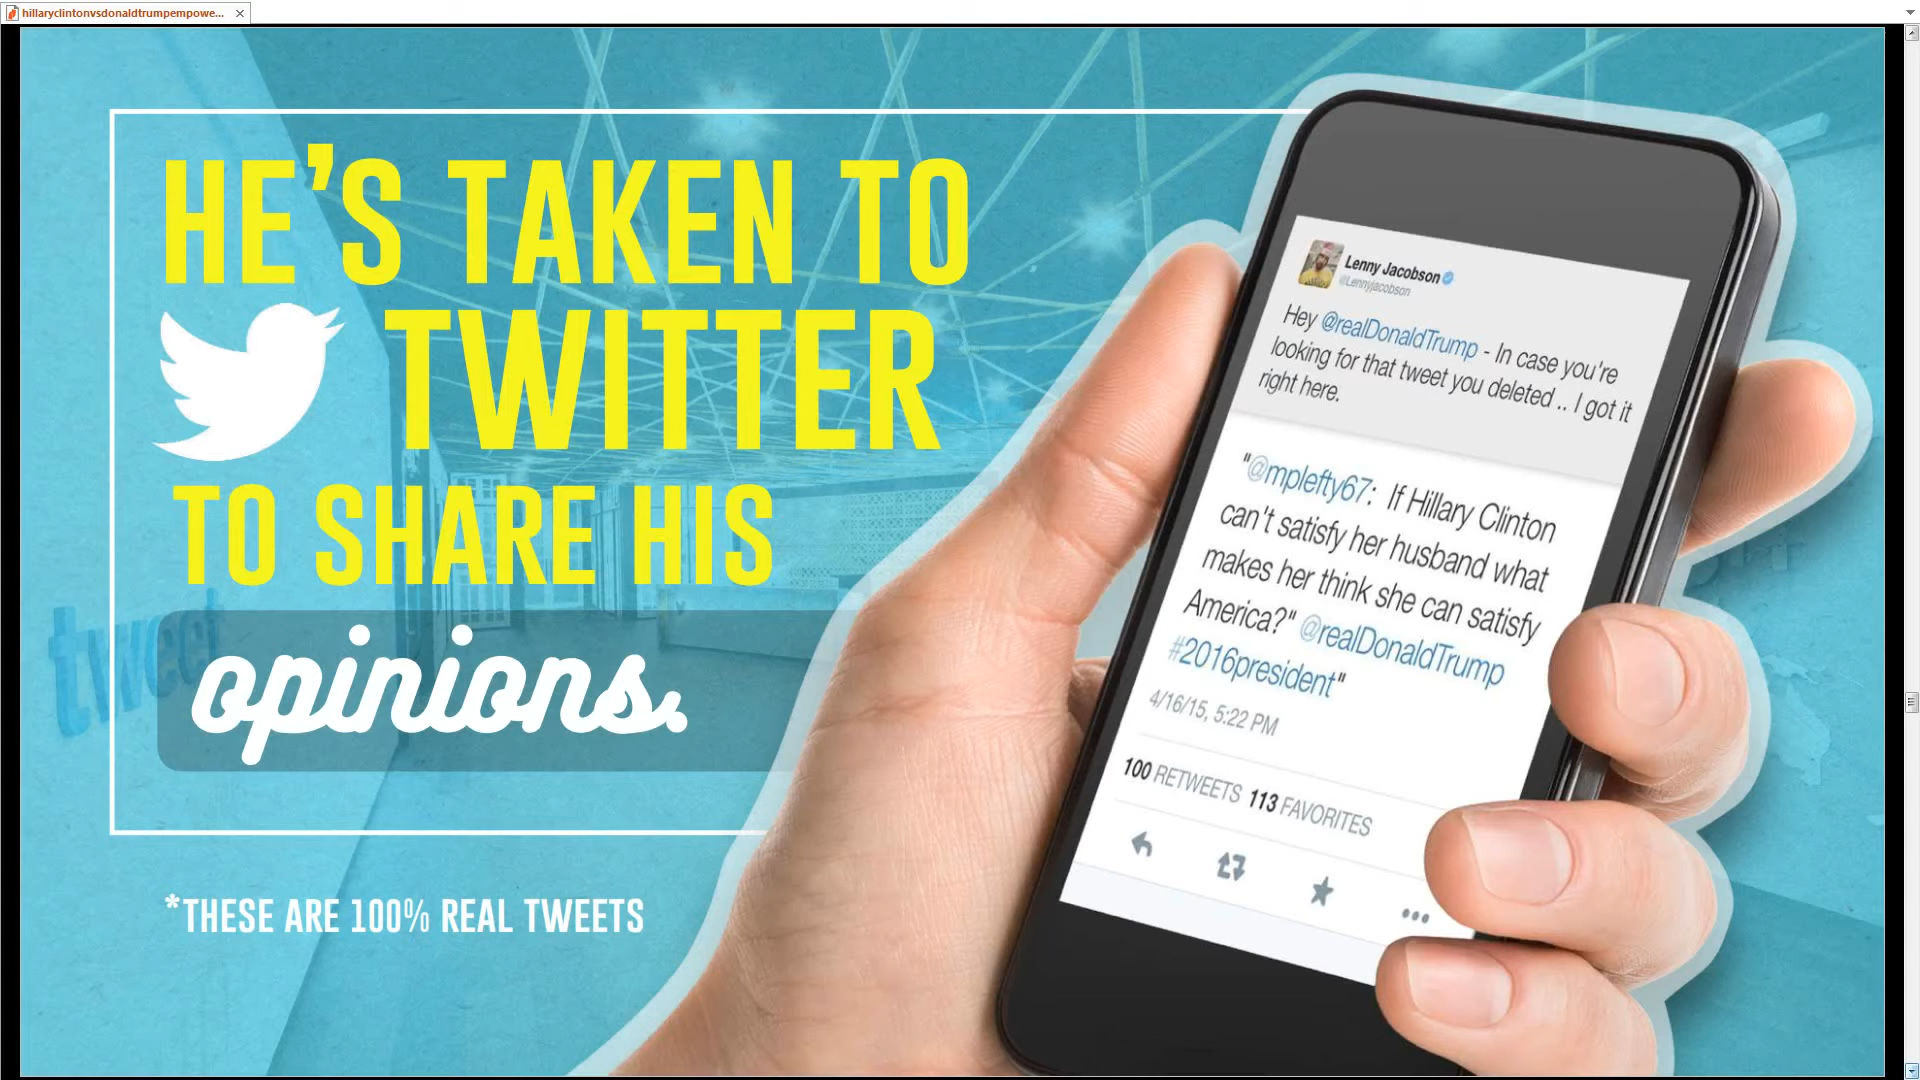 hillaryclintonvsdonaldtrumpempowe...
HE'S TAKEN TO
TWITTER
TO SHARE HIS
opinions.
*THESE ARE 100% REAL TWEETS
tweet
Lenny Jacobson
@Lennyjacobson
Hey @realDonaldTrump - In case you're
looking for that tweet you deleted .. I got it
right here.
"@mplefty67: If Hillary Clinton
can't satisfy her husband what
makes her think she can satisfy
America?" @realDonaldTrump
#2016president"
4/16/15, 5:22 PM
100 RETWEETS 113 FAVORITES